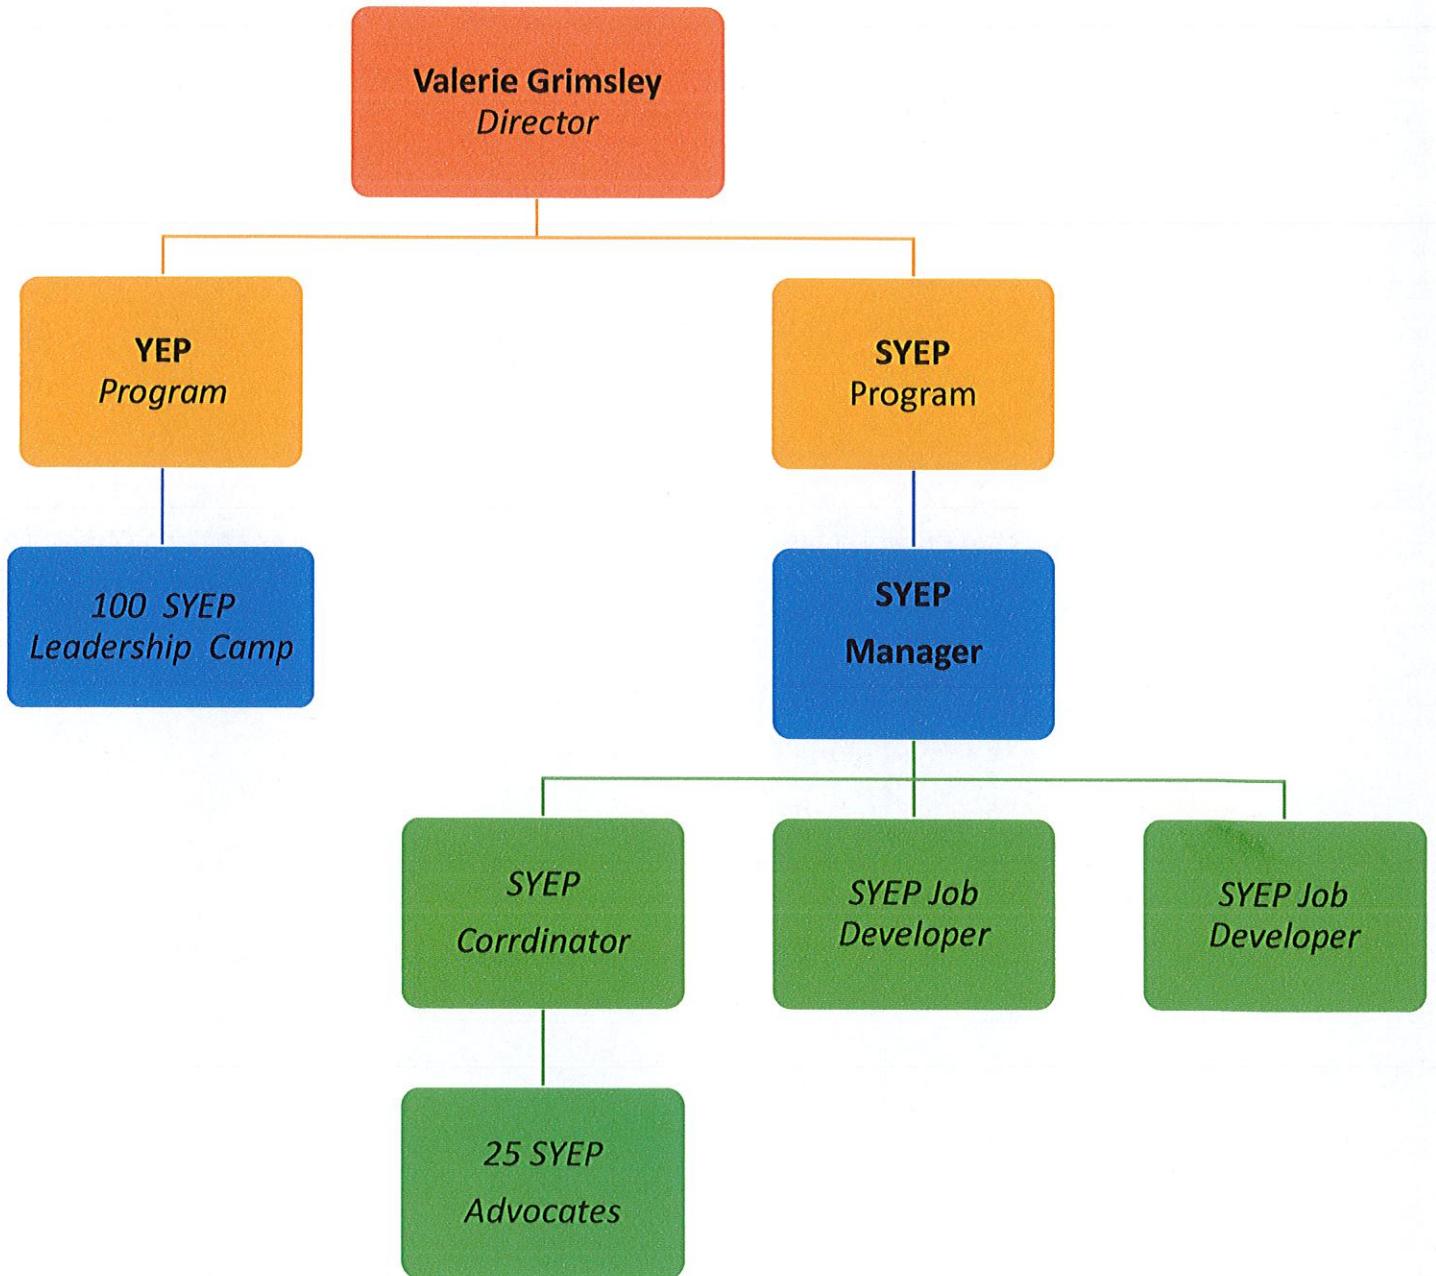 Valerie Grimsley
Director
YEP
Program
SYEP
Program
100 SYEP
Leadership Camp
SYEP
Manager
SYEP
Corrdinator
SYEP Job
Developer
SYEP Job
Developer
25 SYEP
Advocates